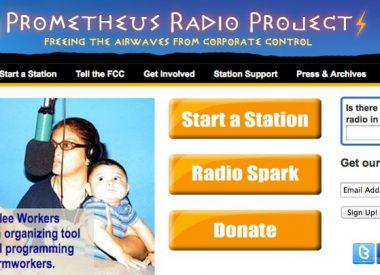 PROMETHEUS RADIO PROJECT
FREEING THE AIRWAVES FROM CORPORATE CONTROL
Start a Station Tell the FCC Get Involved Station Support Press & Archives
Start a Station
Radio Spark
Donate
Is there
radio in
Get our
Email Add
Sign Up!
Workers
organizing tool
programming